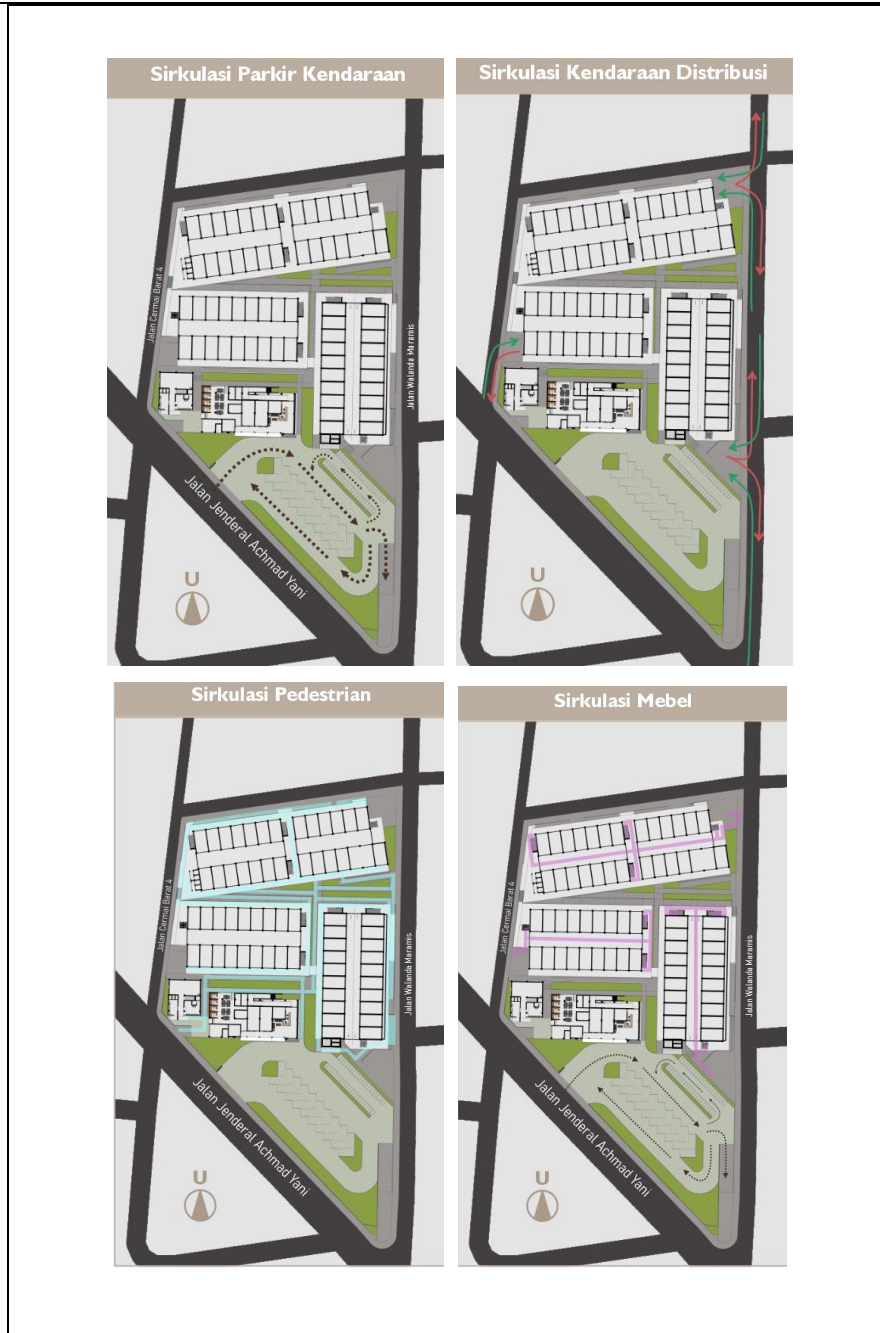 Sirkulasi Parkir Kendaraan
Jalan Cermai Barat 4
Jalan Walanda Maramis
Jalan Jenderal Achmad Yani
U
Sirkulasi Kendaraan Distribusi
U
Sirkulasi Pedestrian
Jalan Cermai Barat 4
Jalan Walanda Maramis
Jalan Jenderal Achmad Yani
U
Sirkulasi Mebel
Jalan Cermai Barat 4
Jalan Walanda Maramis
Jalan Jenderal Achmad Yani
U